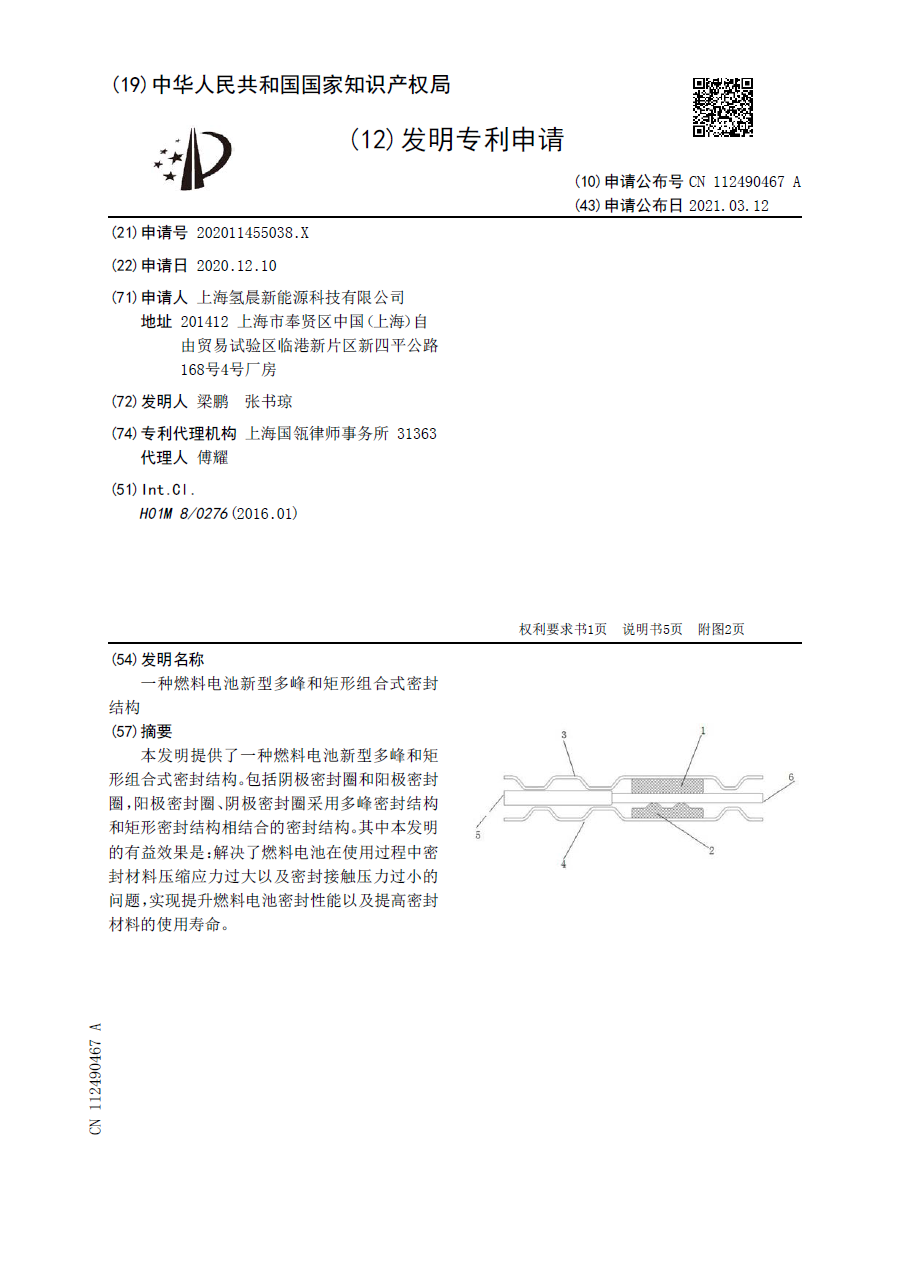 (19)中华人民共和国国家知识产权局
(12)发明专利申请
(10)申请公布号 CN 112490467 A
(43)申请公布日 2021.03.12
(21)申请号 202011455038.X
(22)申请日 2020.12.10
(71)申请人 上海氢晨新能源科技有限公司
地址 201412 上海市奉贤区中国(上海)自
由贸易试验区临港新片区新四平公路
168号4号厂房
(72)发明人 梁鹏 张书琼
(74)专利代理机构 上海国瓴律师事务所 31363
代理人 傅耀
(51)Int.Cl.
H01M 8/0276(2016.01)
权利要求书1页 说明书5页 附图2页
(54)发明名称
一种燃料电池新型多峰和矩形组合式密封
结构
(57)摘要
本发明提供了一种燃料电池新型多峰和矩
形组合式密封结构。包括阴极密封圈和阳极密封
圈,阳极密封圈、阴极密封圈采用多峰密封结构
和矩形密封结构相结合的密封结构。其中本发明
的有益效果是:解决了燃料电池在使用过程中密
封材料压缩应力过大以及密封接触压力过小的
问题,实现提升燃料电池密封性能以及提高密封
材料的使用寿命。
3
1
6
5
4
2
CN 112490467 A